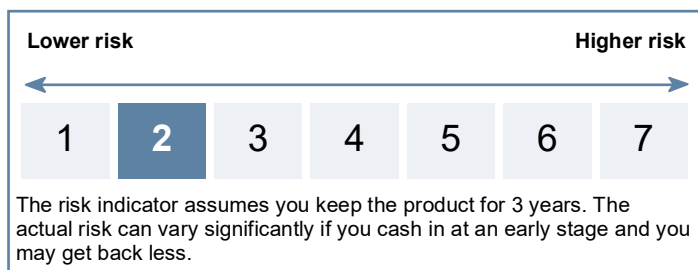 Lower risk Higher risk
1 2 3 4 5 6 7
The risk indicator assumes you keep the product for 3 years. The
actual risk can vary significantly if you cash in at an early stage and you
may get back less.